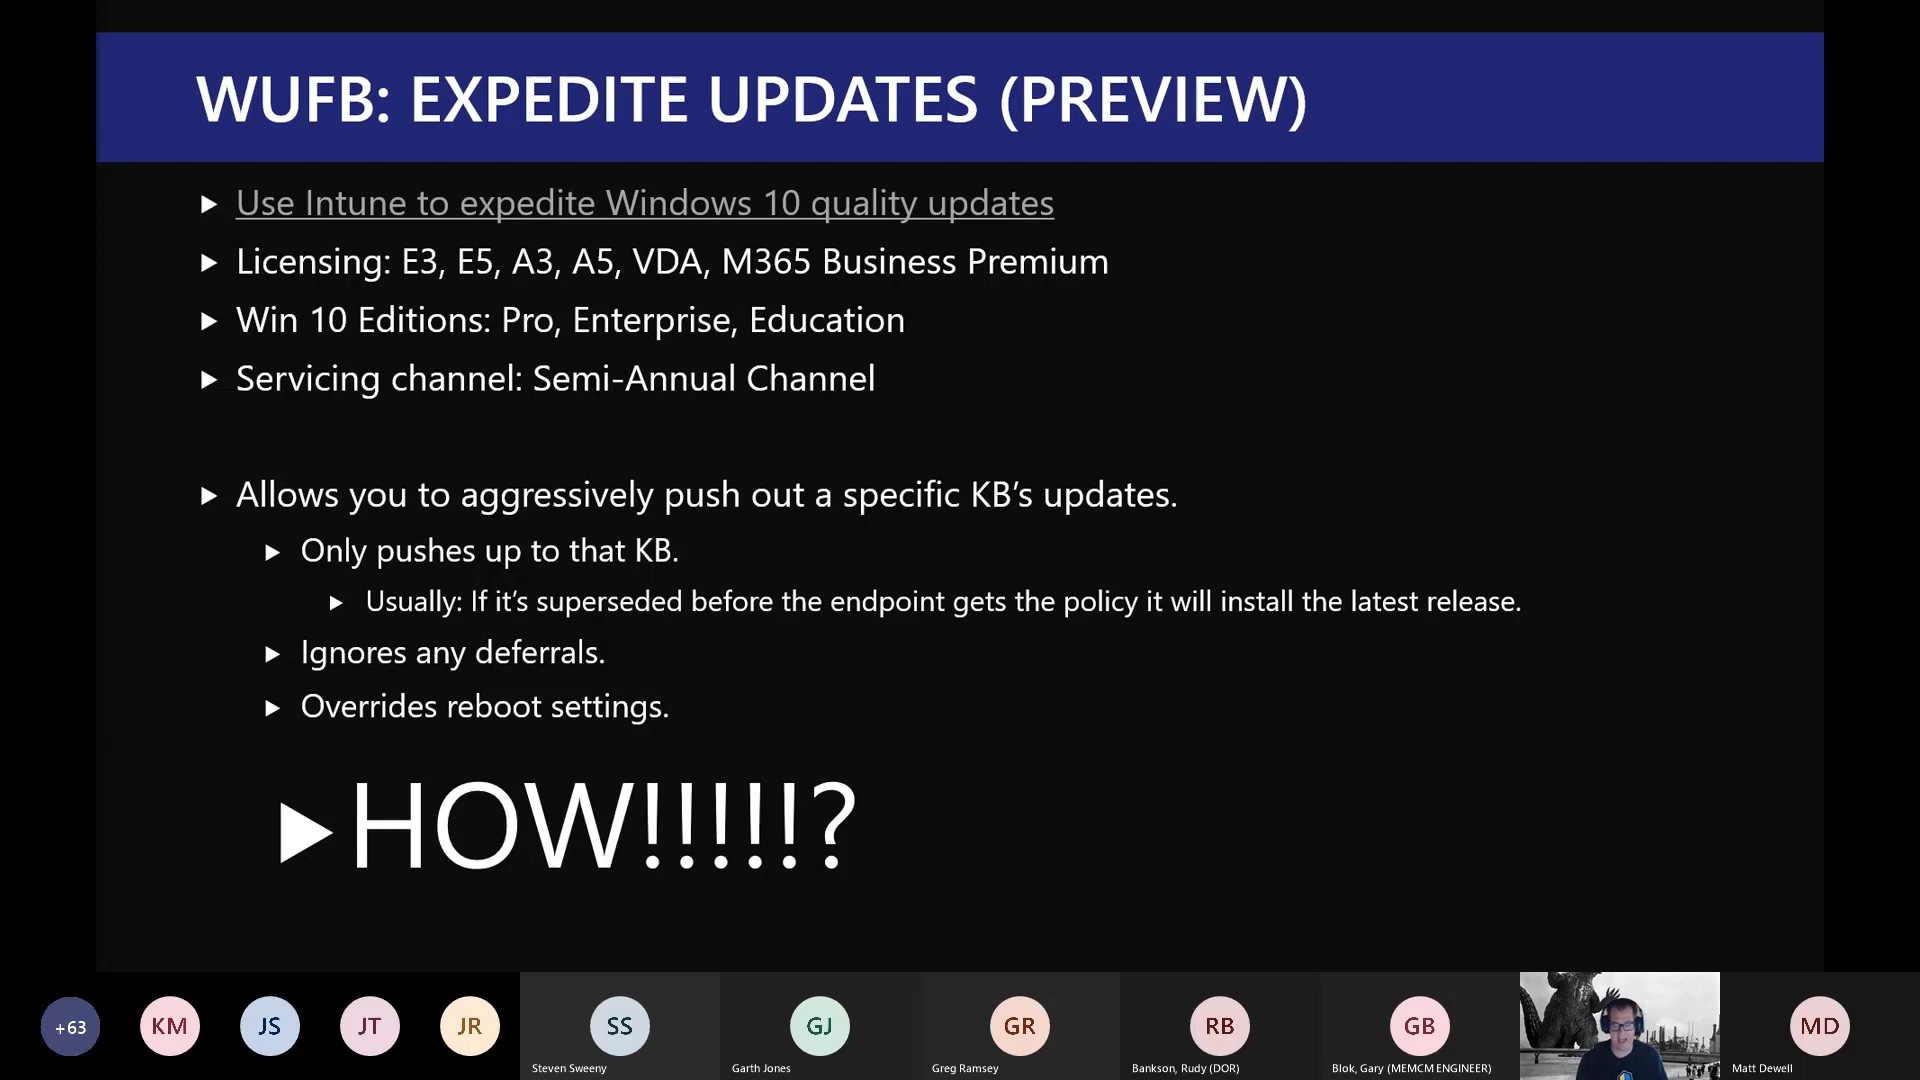 WUFB: EXPEDITE UPDATES (PREVIEW)
Use Intune to expedite Windows 10 quality updates
Licensing: E3, E5, A3, A5, VDA, M365 Business Premium
Win 10 Editions: Pro, Enterprise, Education
Servicing channel: Semi-Annual Channel
Allows you to aggressively push out a specific KB’s updates.
Only pushes up to that KB.
Usually: If it’s superseded before the endpoint gets the policy it will install the latest release.
Ignores any deferrals.
Overrides reboot settings.
HOW!!!!!?
+63 KM JS JT JR SS GJ GR RB GB MD
Steven Sweeny Garth Jones Greg Ramsey Bankson, Rudy (DOR) Blok, Gary (MEMCM ENGINEER) Matt Dewell